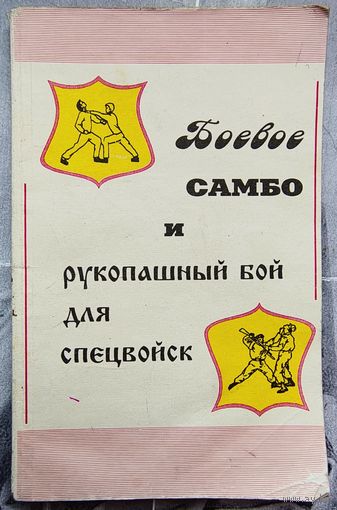 Боевое
САМБО
и
рукопашный бой
для
спецвойск